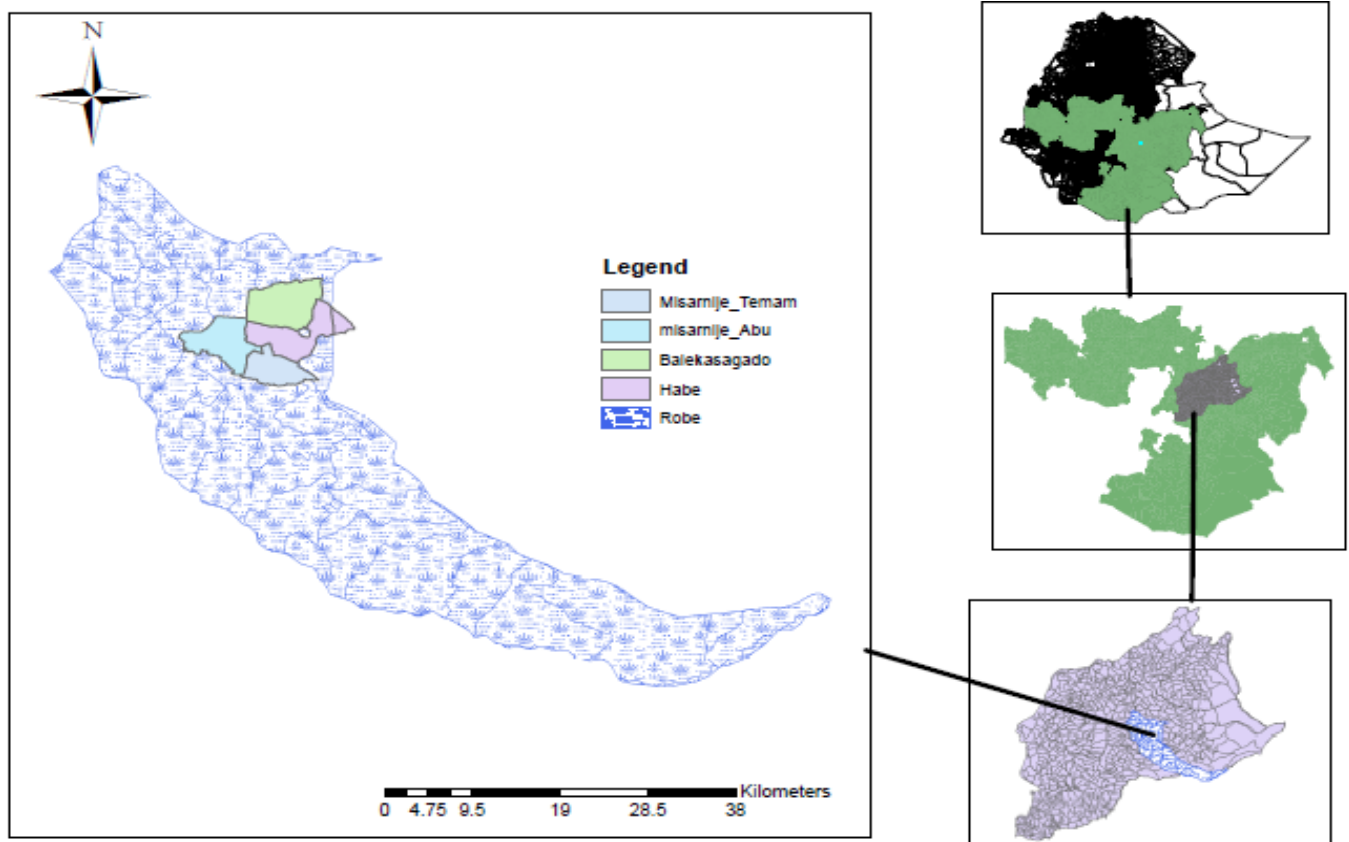 N
Legend
Misarnije_Temam
misarnije_Abu
Balekasagado
Habe
Robe
Kilometers
0 4.75 9.5 19 28.5 38